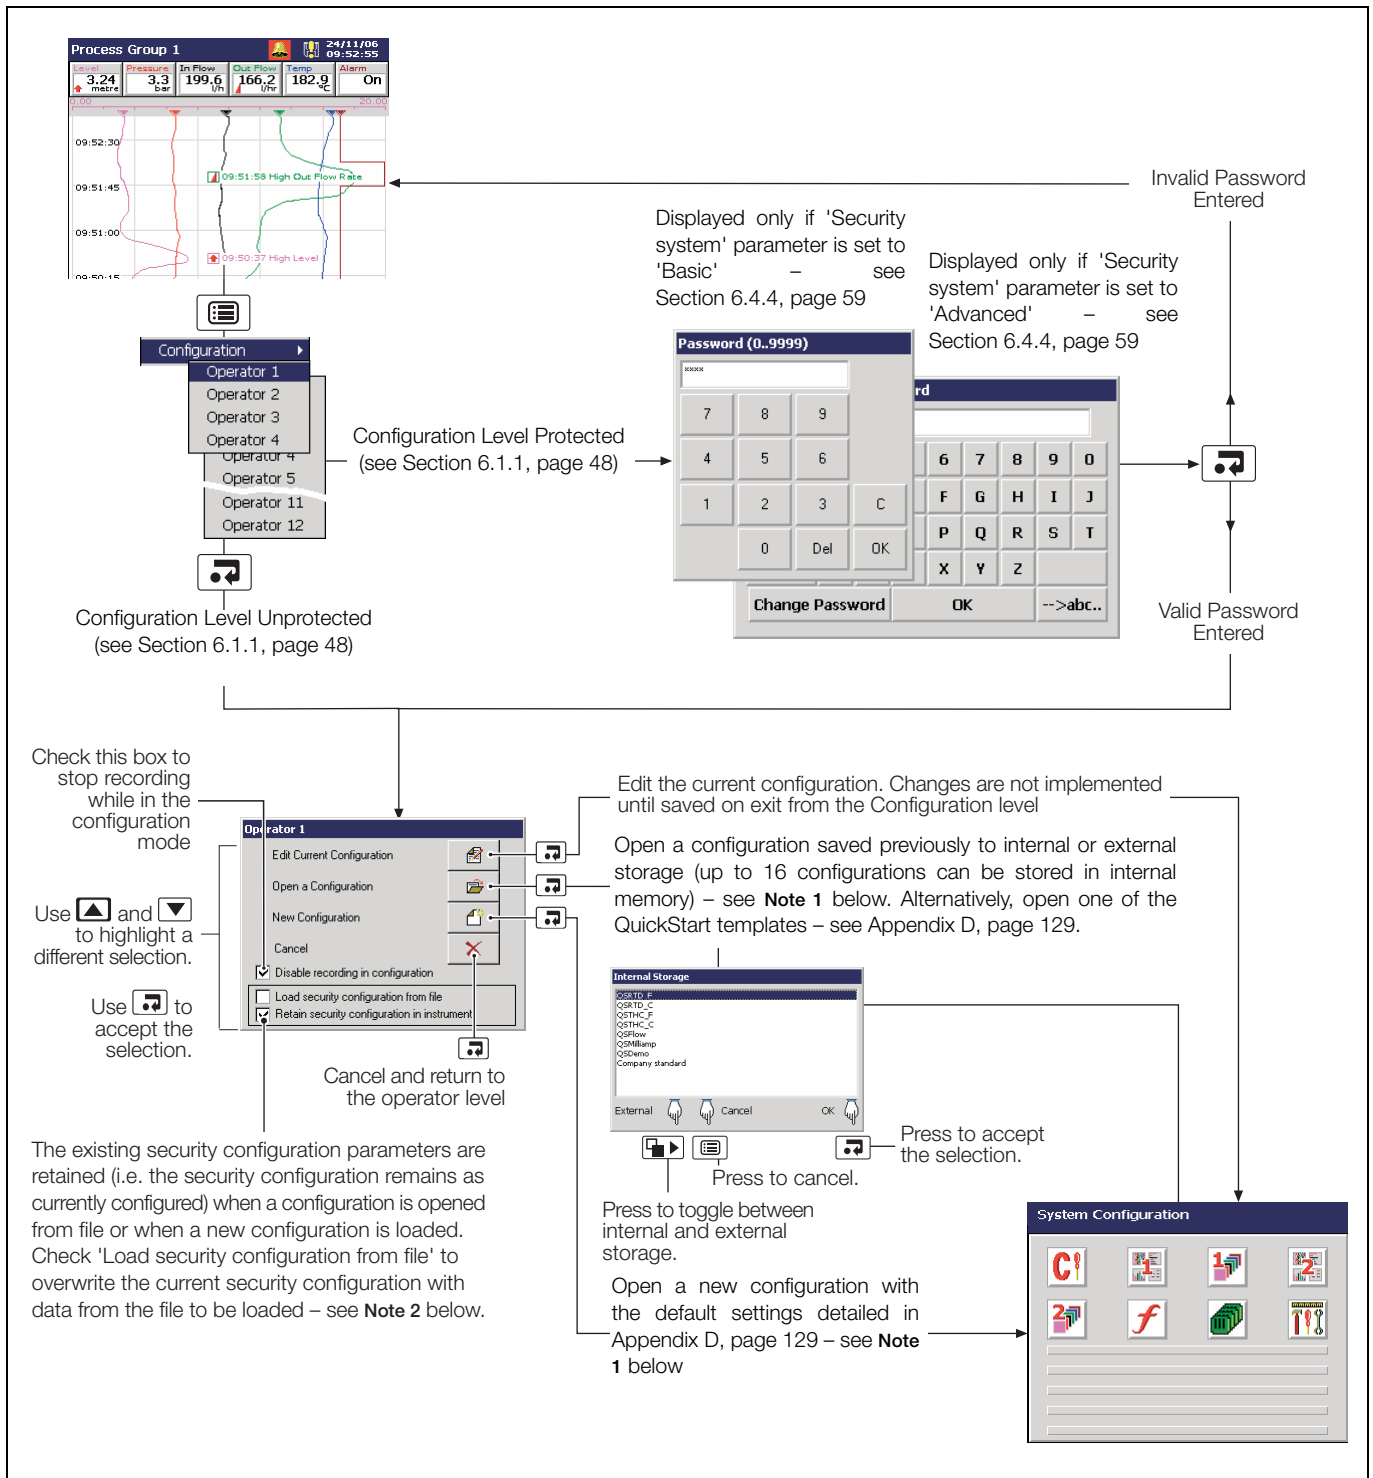 Process Group 1
24/11/06
09:52:55
Level
3.24
metre
Pressure
3.3
bar
In Flow
199.6
l/h
Out Flow
166.2
l/hr
Temp
182.9
°C
Alarm
On
0.00
20.00
09:52:30
09:51:58 High Out Flow Rate
09:51:45
09:51:00
09:50:37 High Level
09:50:15
Invalid Password
Entered
Displayed only if 'Security
system' parameter is set to
'Basic' – see
Section 6.4.4, page 59
Displayed only if 'Security
system' parameter is set to
'Advanced' – see
Section 6.4.4, page 59
Configuration
Operator 1
Operator 2
Operator 3
Operator 4
Operator 4
Operator 5
Operator 11
Operator 12
Configuration Level Protected
(see Section 6.1.1, page 48)
Password (0..9999)
xxxx
7 8 9
4 5 6
1 2 3 C
0 Del OK
rd
6 7 8 9 0
F G H I J
P Q R S T
X Y Z
Change Password OK -->abc..
Configuration Level Unprotected
(see Section 6.1.1, page 48)
Valid Password
Entered
Check this box to
stop recording
while in the
configuration
mode
Use and
to highlight a
different selection.
Use to
accept the
selection.
Operator 1
Edit Current Configuration
Open a Configuration
New Configuration
Cancel
Disable recording in configuration
Load security configuration from file
Retain security configuration in instrument
Cancel and return to
the operator level
Edit the current configuration. Changes are not implemented
until saved on exit from the Configuration level
Open a configuration saved previously to internal or external
storage (up to 16 configurations can be stored in internal
memory) – see Note 1 below. Alternatively, open one of the
QuickStart templates – see Appendix D, page 129.
Internal Storage
QSRTD_F
QSRTD_C
QSTHC_F
QSTHC_C
QSFlow
QSMilliamp
QSDemo
Company standard
External
Cancel
OK
Press to accept
the selection.
Press to cancel.
Press to toggle between
internal and external
storage.
The existing security configuration parameters are
retained (i.e. the security configuration remains as
currently configured) when a configuration is opened
from file or when a new configuration is loaded.
Check 'Load security configuration from file' to
overwrite the current security configuration with
data from the file to be loaded – see Note 2 below.
Open a new configuration with
the default settings detailed in
Appendix D, page 129 – see Note
1 below
System Configuration
C
1
1
2
2
f